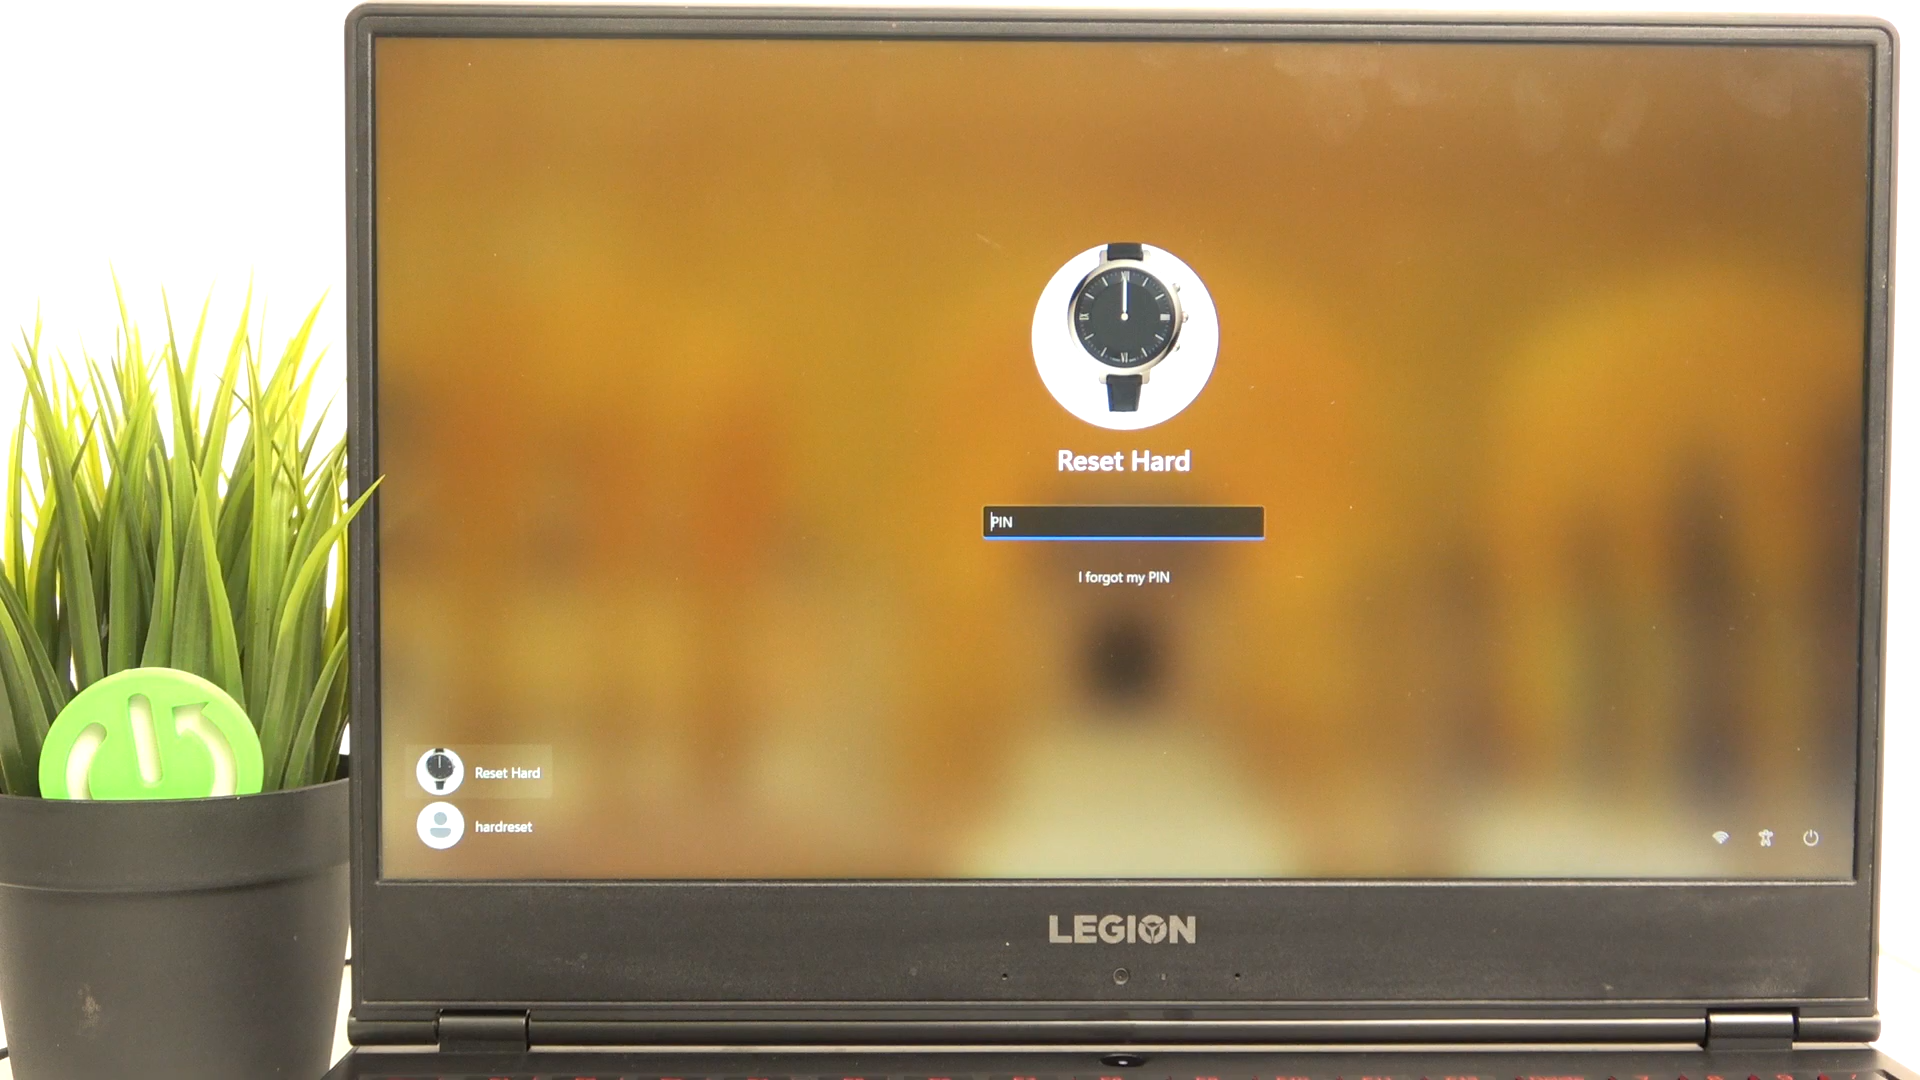 Reset Hard
PIN
I forgot my PIN
Reset Hard
hardreset
LEGION